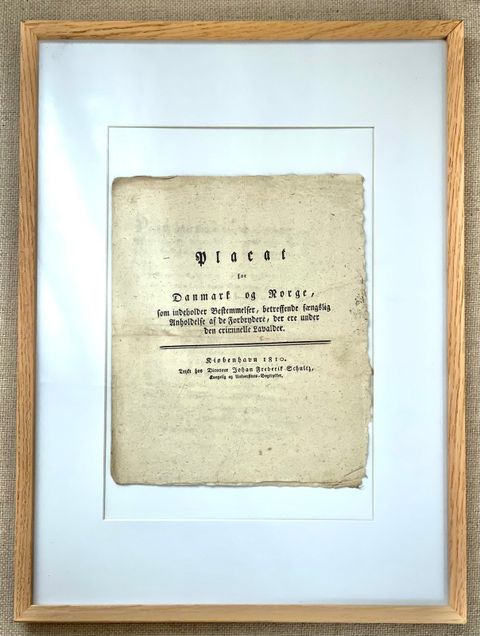 Placat
for
Danmark og Norge,
som indeholder Bestemmelser, betreffende fængslig
Anholdelse af de Forbrydere, der ere under
den criminelle Lavalder.
Kiøbenhavn 1810.
Trykt hos Directeur Johan Frederik Schultz,
Kongelig og Universitets-Bogtrykker.